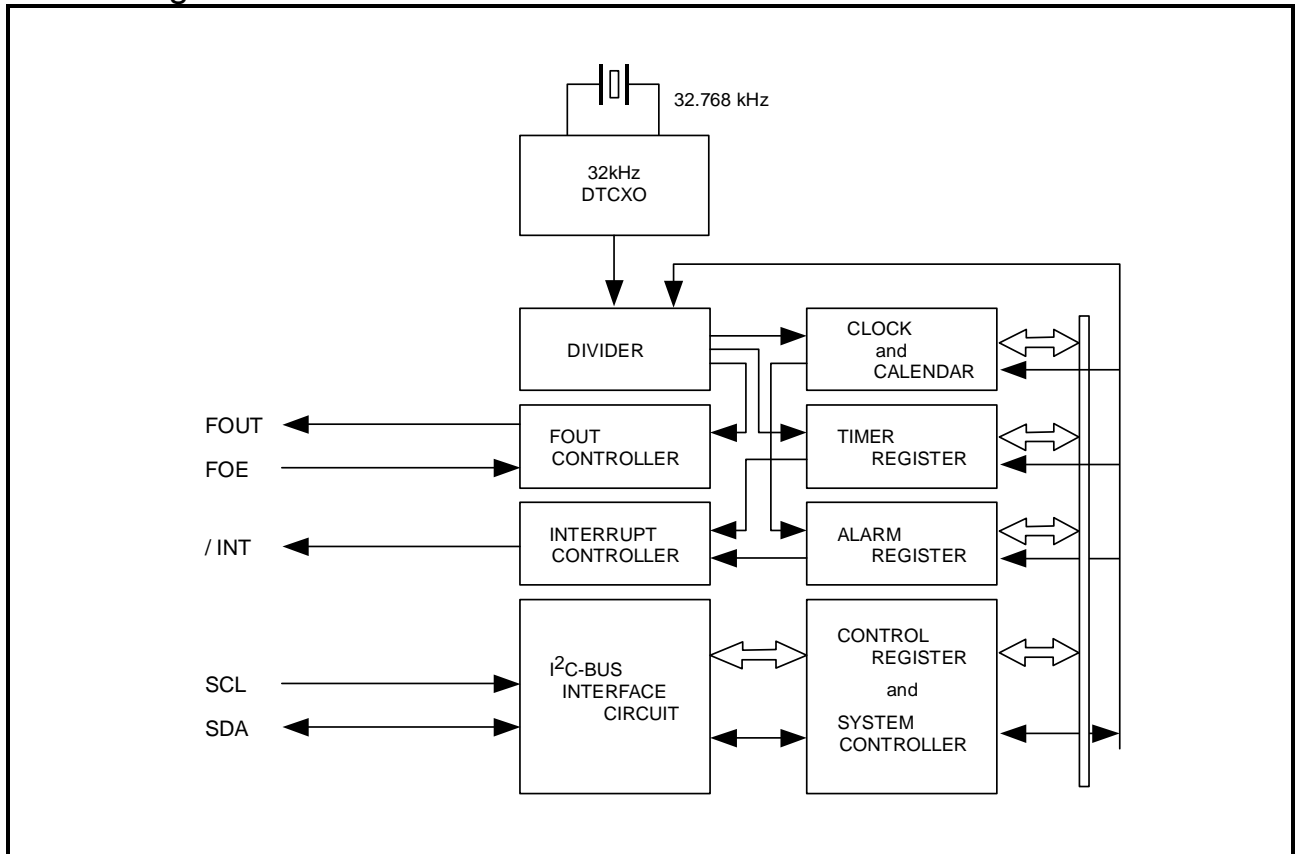 32.768 kHz
32kHz
DTCXO
DIVIDER
CLOCK
and
CALENDAR
FOUT
FOE
FOUT
CONTROLLER
TIMER
REGISTER
/ INT
INTERRUPT
CONTROLLER
ALARM
REGISTER
SCL
SDA
I2C-BUS
INTERFACE
CIRCUIT
CONTROL
REGISTER
and
SYSTEM
CONTROLLER